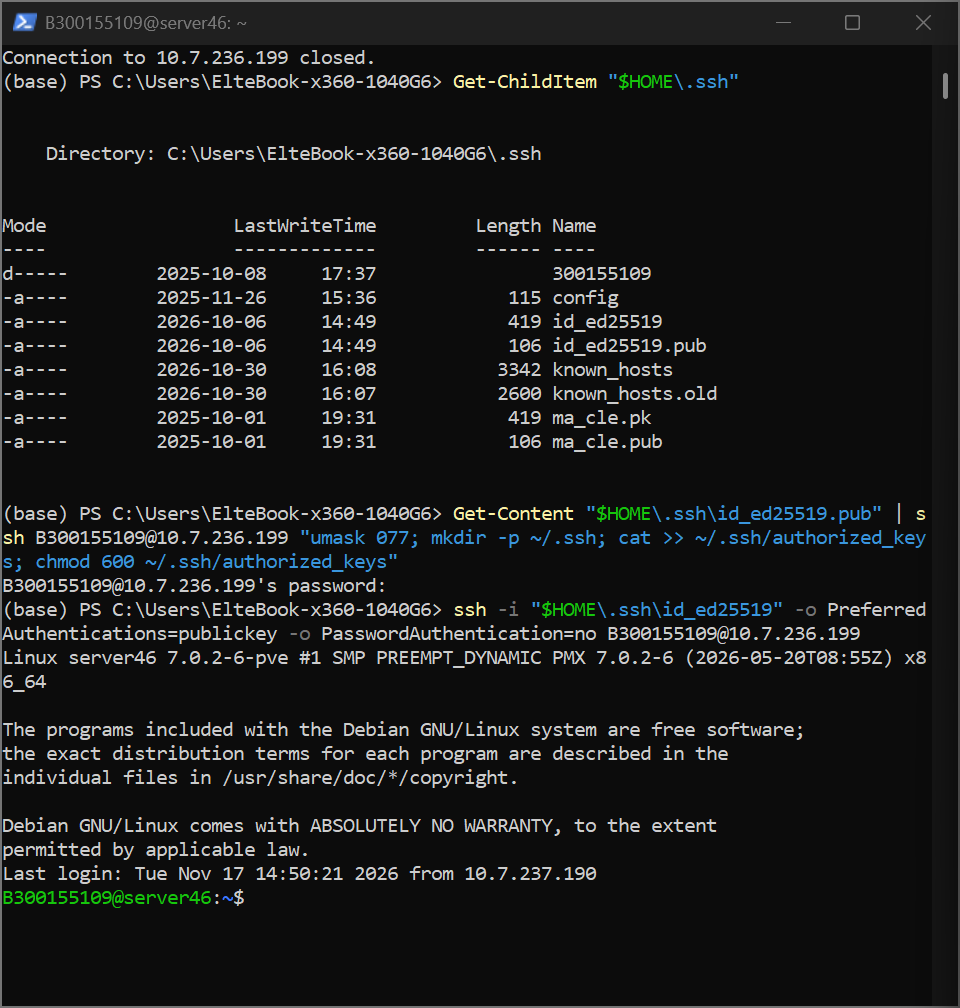 B300155109@server46: ~
Connection to 10.7.236.199 closed.
(base) PS C:\Users\ElteBook-x360-1040G6> Get-ChildItem "$HOME\.ssh"
    Directory: C:\Users\ElteBook-x360-1040G6\.ssh
Mode                 LastWriteTime         Length Name
----                 -------------         ------ ----
d-----        2025-10-08     17:37                300155109
-a----        2025-11-26     15:36            115 config
-a----        2026-10-06     14:49            419 id_ed25519
-a----        2026-10-06     14:49            106 id_ed25519.pub
-a----        2026-10-30     16:08           3342 known_hosts
-a----        2026-10-30     16:07           2600 known_hosts.old
-a----        2025-10-01     19:31            419 ma_cle.pk
-a----        2025-10-01     19:31            106 ma_cle.pub
(base) PS C:\Users\ElteBook-x360-1040G6> Get-Content "$HOME\.ssh\id_ed25519.pub" | s
sh B300155109@10.7.236.199 "umask 077; mkdir -p ~/.ssh; cat >> ~/.ssh/authorized_key
s; chmod 600 ~/.ssh/authorized_keys"
B300155109@10.7.236.199's password:
(base) PS C:\Users\ElteBook-x360-1040G6> ssh -i "$HOME\.ssh\id_ed25519" -o Preferred
Authentications=publickey -o PasswordAuthentication=no B300155109@10.7.236.199
Linux server46 7.0.2-6-pve #1 SMP PREEMPT_DYNAMIC PMX 7.0.2-6 (2026-05-20T08:55Z) x8
6_64
The programs included with the Debian GNU/Linux system are free software;
the exact distribution terms for each program are described in the
individual files in /usr/share/doc/*/copyright.
Debian GNU/Linux comes with ABSOLUTELY NO WARRANTY, to the extent
permitted by applicable law.
Last login: Tue Nov 17 14:50:21 2026 from 10.7.237.190
B300155109@server46:~$